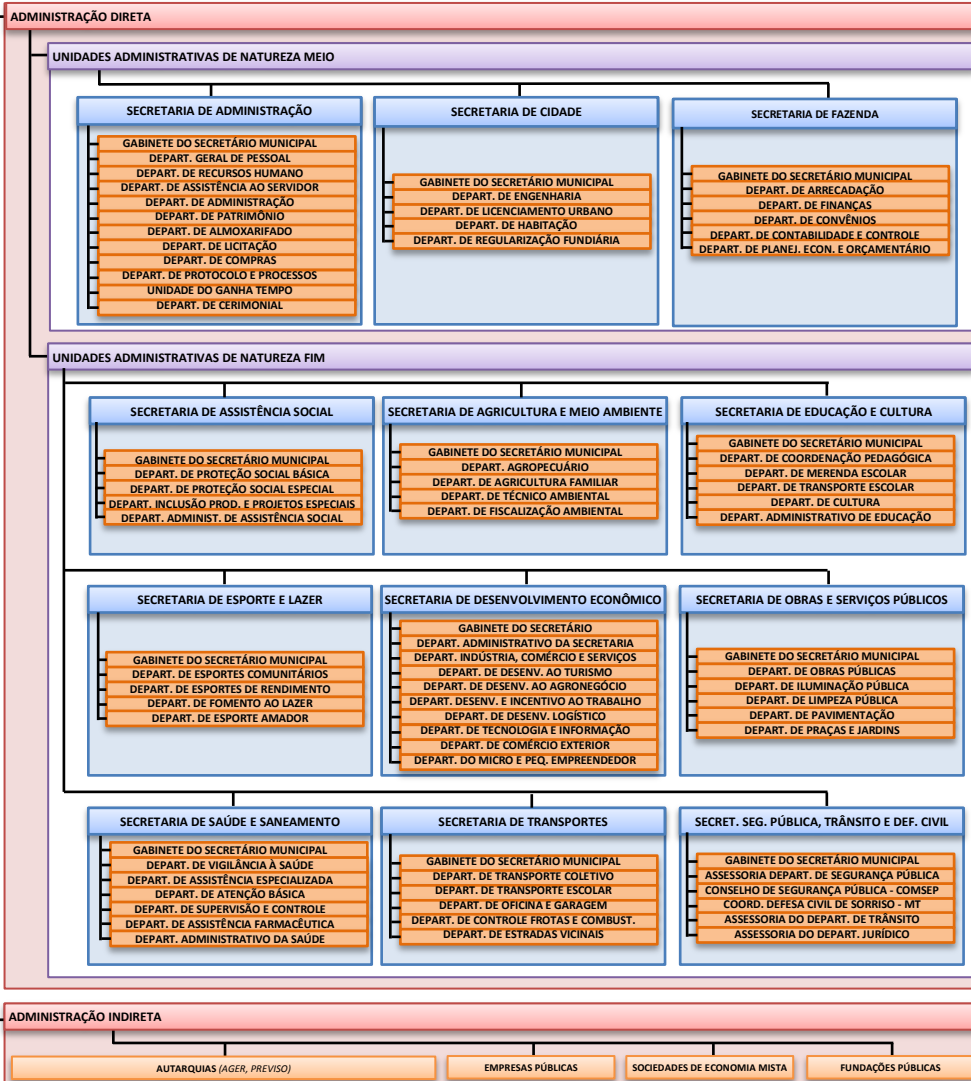 ADMINISTRAÇÃO DIRETA
UNIDADES ADMINISTRATIVAS DE NATUREZA MEIO
SECRETARIA DE ADMINISTRAÇÃO
GABINETE DO SECRETÁRIO MUNICIPAL
DEPART. GERAL DE PESSOAL
DEPART. DE RECURSOS HUMANO
DEPART. DE ASSISTÊNCIA AO SERVIDOR
DEPART. DE ADMINISTRAÇÃO
DEPART. DE PATRIMÔNIO
DEPART. DE ALMOXARIFADO
DEPART. DE LICITAÇÃO
DEPART. DE COMPRAS
DEPART. DE PROTOCOLO E PROCESSOS
UNIDADE DO GANHA TEMPO
DEPART. DE CERIMONIAL
SECRETARIA DE CIDADE
GABINETE DO SECRETÁRIO MUNICIPAL
DEPART. DE ENGENHARIA
DEPART. DE LICENCIAMENTO URBANO
DEPART. DE HABITAÇÃO
DEPART. DE REGULARIZAÇÃO FUNDIÁRIA
SECRETARIA DE FAZENDA
GABINETE DO SECRETÁRIO MUNICIPAL
DEPART. DE ARRECADAÇÃO
DEPART. DE FINANÇAS
DEPART. DE CONVÊNIOS
DEPART. DE CONTABILIDADE E CONTROLE
DEPART. DE PLANEJ. ECON. E ORÇAMENTÁRIO
UNIDADES ADMINISTRATIVAS DE NATUREZA FIM
SECRETARIA DE ASSISTÊNCIA SOCIAL
GABINETE DO SECRETÁRIO MUNICIPAL
DEPART. DE PROTEÇÃO SOCIAL BÁSICA
DEPART. DE PROTEÇÃO SOCIAL ESPECIAL
DEPART. INCLUSÃO PROD. E PROJETOS ESPECIAIS
DEPART. ADMINIST. DE ASSISTÊNCIA SOCIAL
SECRETARIA DE AGRICULTURA E MEIO AMBIENTE
GABINETE DO SECRETÁRIO MUNICIPAL
DEPART. AGROPECUÁRIO
DEPART. DE AGRICULTURA FAMILIAR
DEPART. DE TÉCNICO AMBIENTAL
DEPART. DE FISCALIZAÇÃO AMBIENTAL
SECRETARIA DE EDUCAÇÃO E CULTURA
GABINETE DO SECRETÁRIO MUNICIPAL
DEPART. DE COORDENAÇÃO PEDAGÓGICA
DEPART. DE MERENDA ESCOLAR
DEPART. DE TRANSPORTE ESCOLAR
DEPART. DE CULTURA
DEPART. ADMINISTRATIVO DE EDUCAÇÃO
SECRETARIA DE ESPORTE E LAZER
GABINETE DO SECRETÁRIO MUNICIPAL
DEPART. DE ESPORTES COMUNITÁRIOS
DEPART. DE ESPORTES DE RENDIMENTO
DEPART. DE FOMENTO AO LAZER
DEPART. DE ESPORTE AMADOR
SECRETARIA DE DESENVOLVIMENTO ECONÔMICO
GABINETE DO SECRETÁRIO
DEPART. ADMINISTRATIVO DA SECRETARIA
DEPART. INDÚSTRIA, COMÉRCIO E SERVIÇOS
DEPART. DE DESENV. AO TURISMO
DEPART. DE DESENV. AO AGRONEGÓCIO
DEPART. DESENV. E INCENTIVO AO TRABALHO
DEPART. DE DESENV. LOGÍSTICO
DEPART. DE TECNOLOGIA E INFORMAÇÃO
DEPART. DE COMÉRCIO EXTERIOR
DEPART. DO MICRO E PEQ. EMPREENDEDOR
SECRETARIA DE OBRAS E SERVIÇOS PÚBLICOS
GABINETE DO SECRETÁRIO MUNICIPAL
DEPART. DE OBRAS PÚBLICAS
DEPART. DE ILUMINAÇÃO PÚBLICA
DEPART. DE LIMPEZA PÚBLICA
DEPART. DE PAVIMENTAÇÃO
DEPART. DE PRAÇAS E JARDINS
SECRETARIA DE SAÚDE E SANEAMENTO
GABINETE DO SECRETÁRIO MUNICIPAL
DEPART. DE VIGILÂNCIA À SAÚDE
DEPART. DE ASSISTÊNCIA ESPECIALIZADA
DEPART. DE ATENÇÃO BÁSICA
DEPART. DE SUPERVISÃO E CONTROLE
DEPART. DE ASSISTÊNCIA FARMACÊUTICA
DEPART. ADMINISTRATIVO DA SAÚDE
SECRETARIA DE TRANSPORTES
GABINETE DO SECRETÁRIO MUNICIPAL
DEPART. DE TRANSPORTE COLETIVO
DEPART. DE TRANSPORTE ESCOLAR
DEPART. DE OFICINA E GARAGEM
DEPART. DE CONTROLE FROTAS E COMBUST.
DEPART. DE ESTRADAS VICINAIS
SECRET. SEG. PÚBLICA, TRÂNSITO E DEF. CIVIL
GABINETE DO SECRETÁRIO MUNICIPAL
ASSESSORIA DEPART. DE SEGURANÇA PÚBLICA
CONSELHO DE SEGURANÇA PÚBLICA - COMSEP
COORD. DEFESA CIVIL DE SORRISO - MT
ASSESSORIA DO DEPART. DE TRÂNSITO
ASSESSORIA DO DEPART. JURÍDICO
ADMINISTRAÇÃO INDIRETA
AUTARQUIAS (AGER, PREVISO)
EMPRESAS PÚBLICAS
SOCIEDADES DE ECONOMIA MISTA
FUNDAÇÕES PÚBLICAS